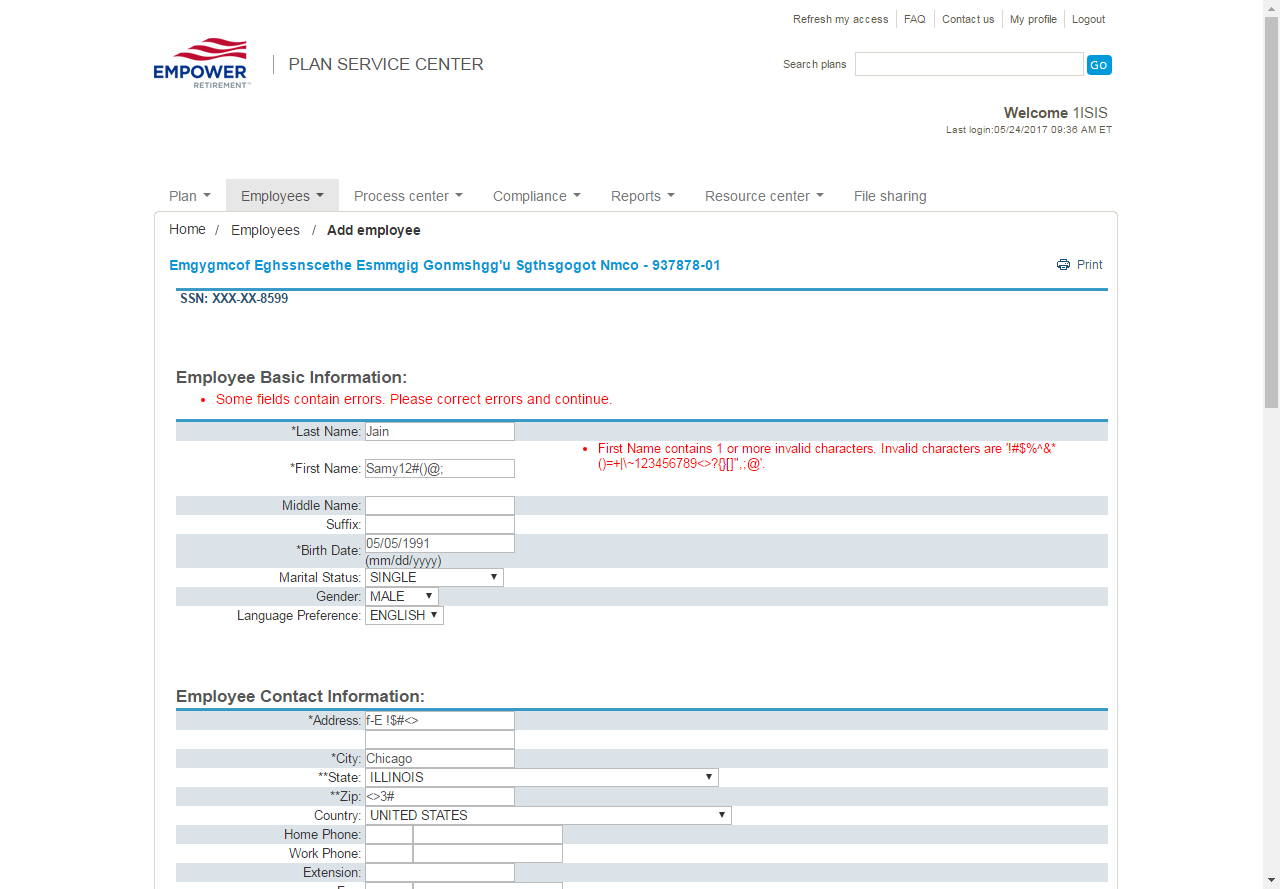 Refresh my access FAQ Contact us My profile Logout
EMPOWER
RETIREMENT™
PLAN SERVICE CENTER
Search plans Go
Welcome 1ISIS
Last login:05/24/2017 09:36 AM ET
Plan Employees Process center Compliance Reports Resource center File sharing
Home / Employees / Add employee
Emgygmcof Eghssnscethe Esmmgig Gonmshgg'u Sgthsgogot Nmco - 937878-01 Print
SSN: XXX-XX-8599
Employee Basic Information:
• Some fields contain errors. Please correct errors and continue.
*Last Name: Jain
• First Name contains 1 or more invalid characters. Invalid characters are '!#$%^&*
()=+|\~123456789<>?{}[]",;@'.
*First Name: Samy12#()@;
Middle Name:
Suffix:
*Birth Date: 05/05/1991
(mm/dd/yyyy)
Marital Status: SINGLE
Gender: MALE
Language Preference: ENGLISH
Employee Contact Information:
*Address: f-E !$#<>
*City: Chicago
**State: ILLINOIS
**Zip: <>3#
Country: UNITED STATES
Home Phone:
Work Phone:
Extension: